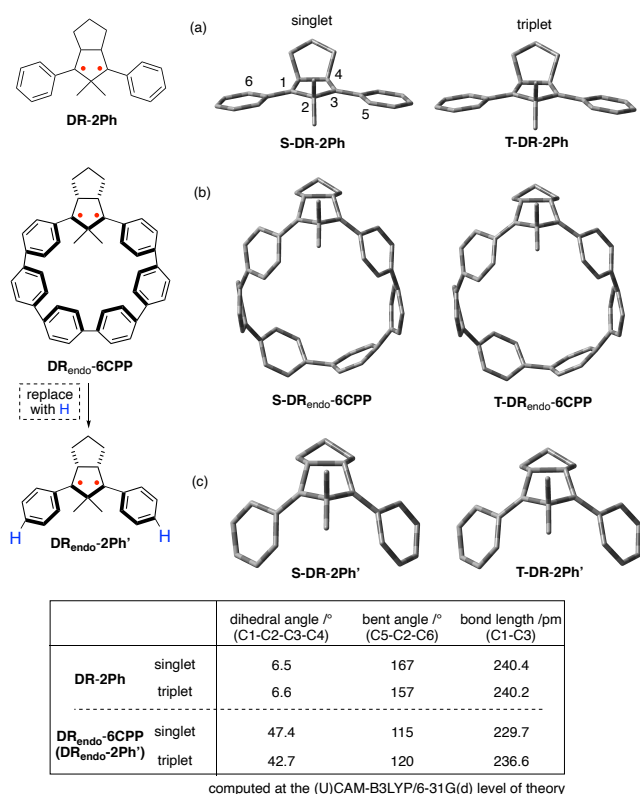 (a)
singlet
triplet
6
1
4
2
3
5
DR-2Ph
S-DR-2Ph
T-DR-2Ph
(b)
DRendo-6CPP
S-DRendo-6CPP
T-DRendo-6CPP
replace
with H
(c)
H
H
DRendo-2Ph'
S-DR-2Ph'
T-DR-2Ph'
dihedral angle /º bent angle /º bond length /pm
(C1-C2-C3-C4) (C5-C2-C6) (C1-C3)
DR-2Ph singlet 6.5 167 240.4
triplet 6.6 157 240.2
DRendo-6CPP singlet 47.4 115 229.7
(DRendo-2Ph') triplet 42.7 120 236.6
computed at the (U)CAM-B3LYP/6-31G(d) level of theory